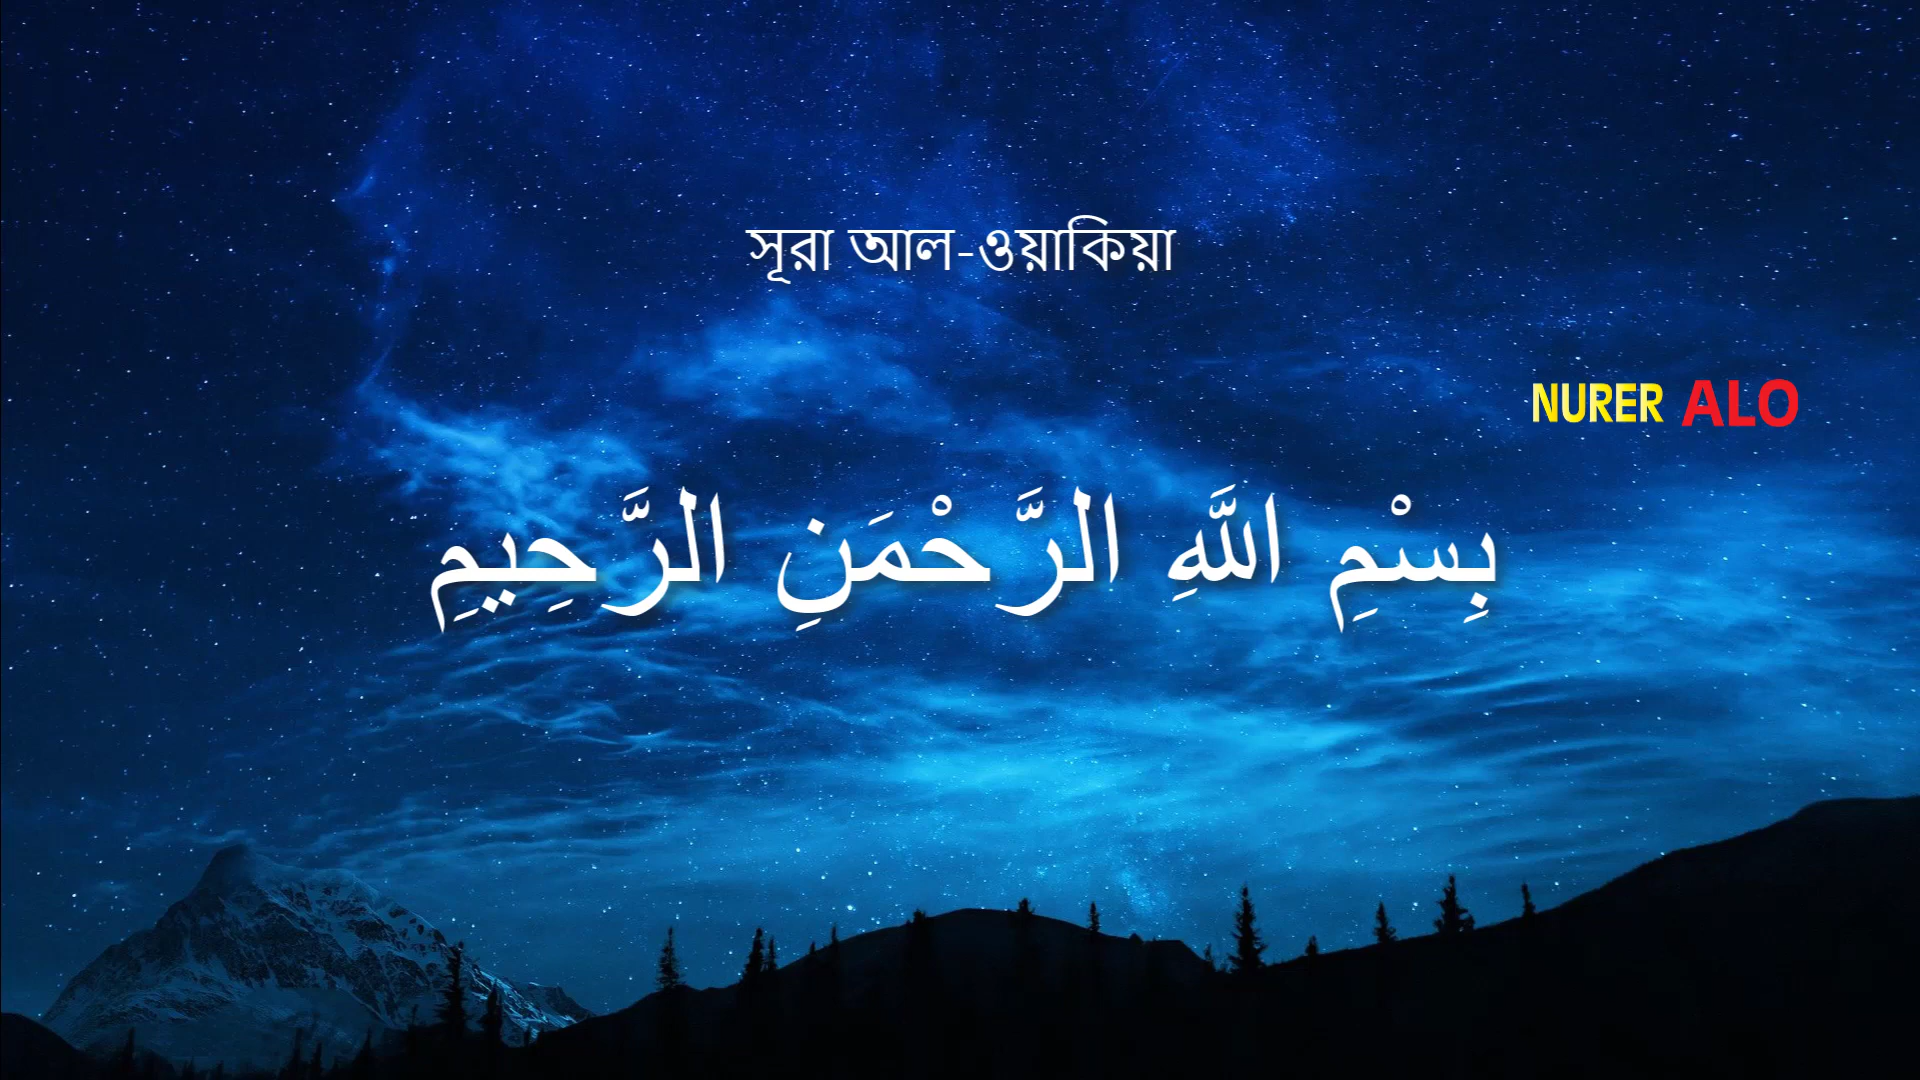 সূরা আল-ওয়াকিয়া
NURER ALO
بِسْمِ اللَّهِ الرَّحْمَنِ الرَّحِيمِ